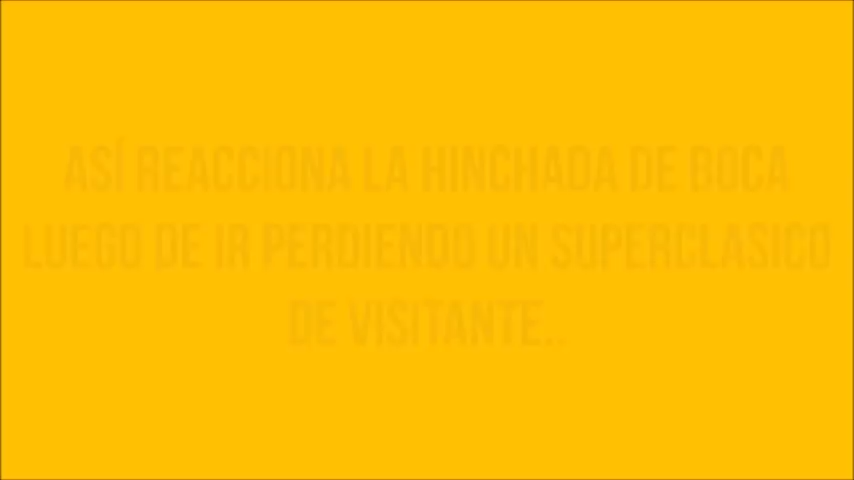 ASÍ REACCIONA LA HINCHADA DE BOCA
LUEGO DE IR PERDIENDO UN SUPERCLASICO
DE VISITANTE..